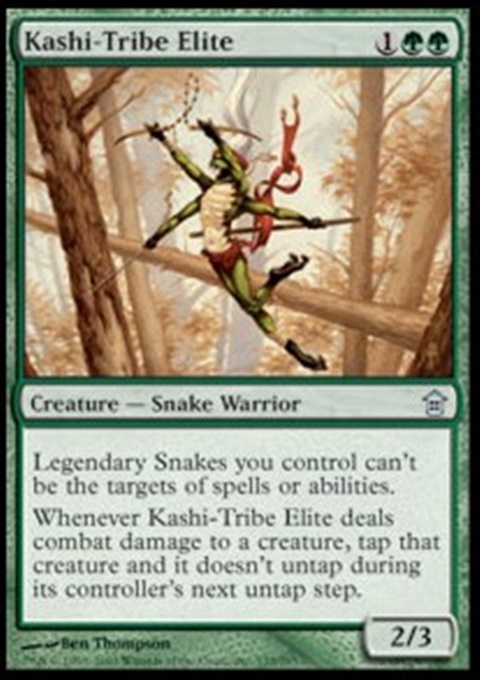 Kashi-Tribe Elite 1
Creature — Snake Warrior
Legendary Snakes you control can't
be the targets of spells or abilities.
Whenever Kashi-Tribe Elite deals
combat damage to a creature, tap that
creature and it doesn't untap during
its controller's next untap step.
Ben Thompson
2/3